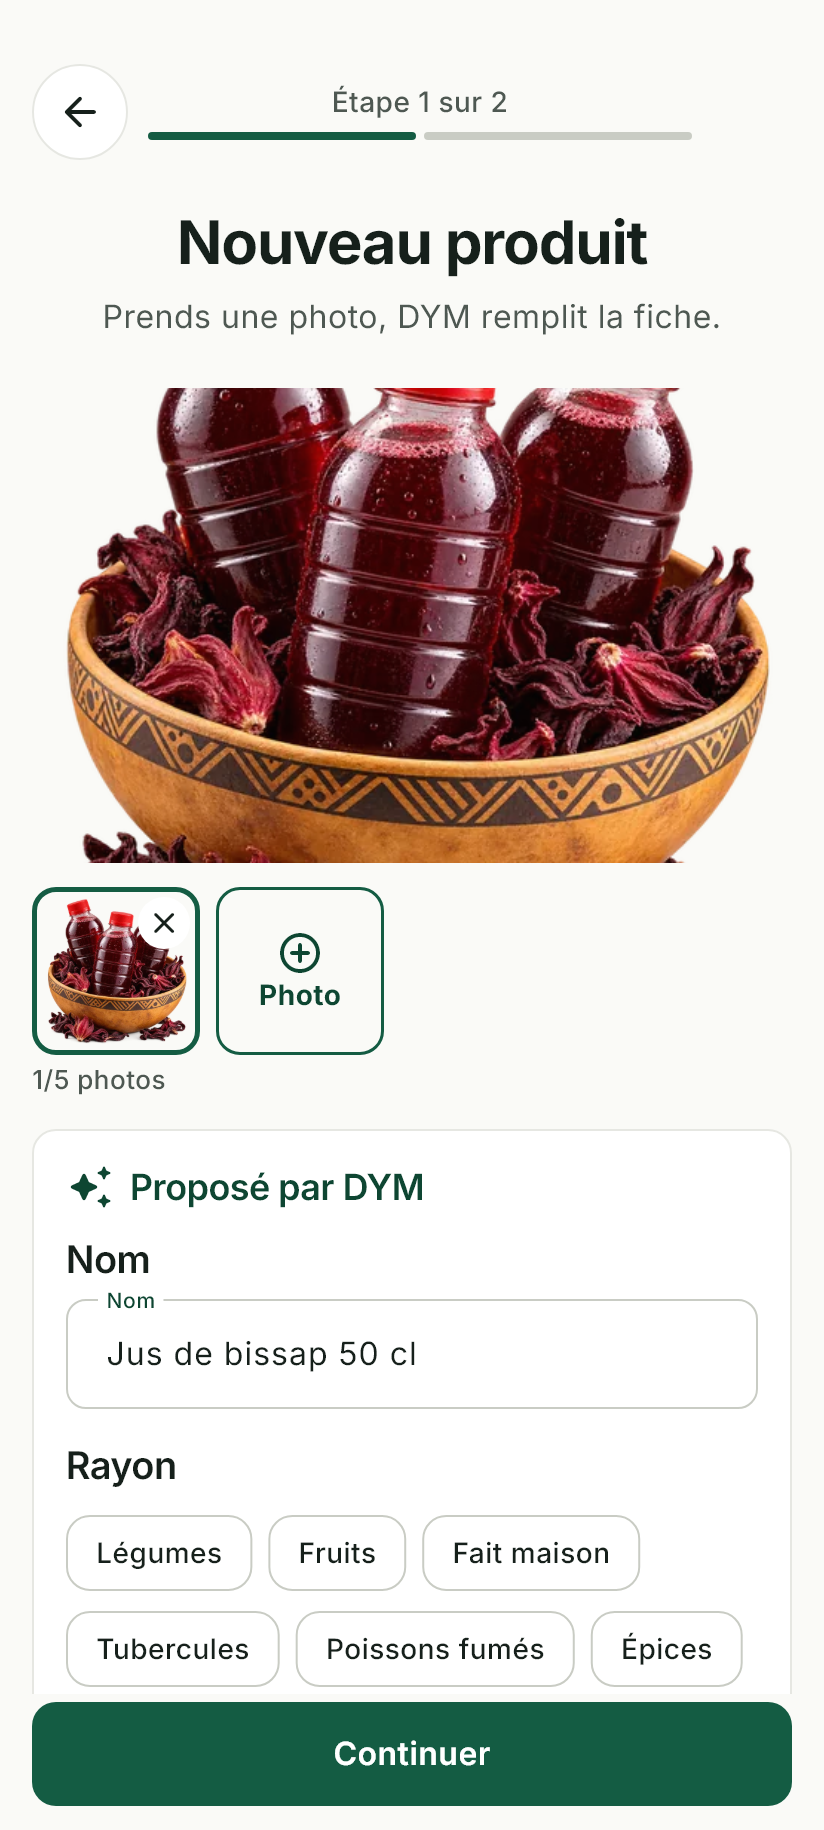 Étape 1 sur 2
Nouveau produit
Prends une photo, DYM remplit la fiche.
Photo
1/5 photos
Proposé par DYM
Nom
Nom
Jus de bissap 50 cl
Rayon
Légumes
Fruits
Fait maison
Tubercules
Poissons fumés
Épices
Continuer